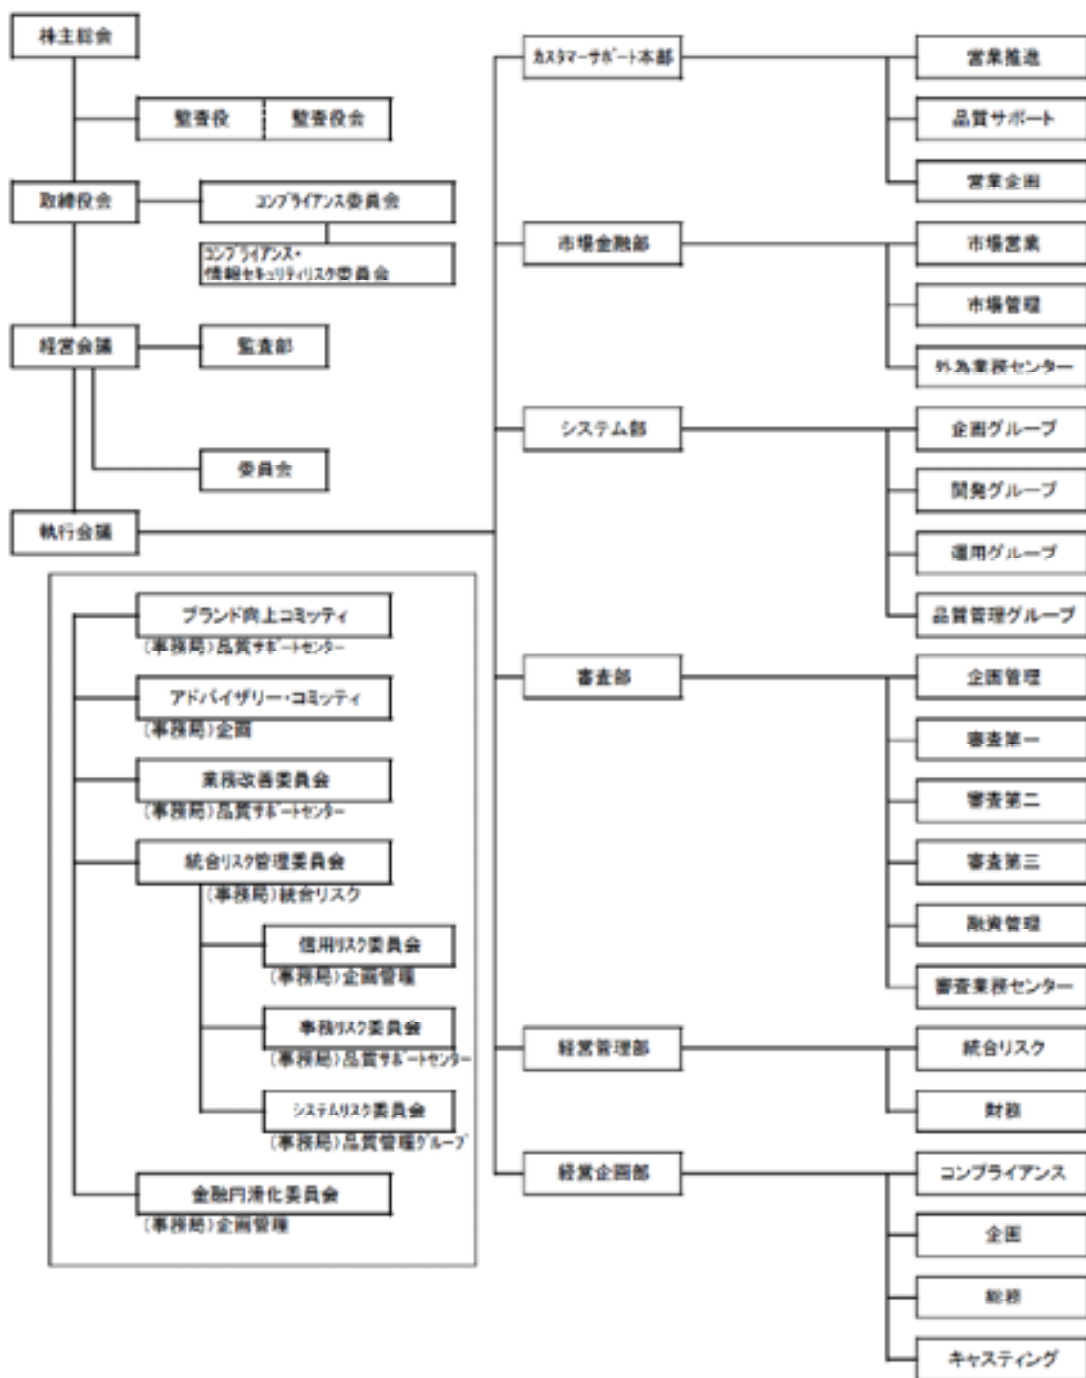 株主総会
監査役
監査役会
取締役会
コンプライアンス委員会
コンプライアンス・
情報セキュリティリスク委員会
経営会議
監査部
委員会
執行会議
ブランド向上コミッティ
(事務局)品質サポートセンター
アドバイザリー・コミッティ
(事務局)企画
業務改善委員会
(事務局)品質サポートセンター
統合リスク管理委員会
(事務局)統合リスク
信用リスク委員会
(事務局)企画管理
事務リスク委員会
(事務局)品質サポートセンター
システムリスク委員会
(事務局)品質管理グループ
金融円滑化委員会
(事務局)企画管理
カスタマーサポート本部
営業推進
品質サポート
営業企画
市場金融部
市場営業
市場管理
外為業務センター
システム部
企画グループ
開発グループ
運用グループ
品質管理グループ
審査部
企画管理
審査第一
審査第二
審査第三
融資管理
審査業務センター
経営管理部
統合リスク
財務
経営企画部
コンプライアンス
企画
総務
キャスティング